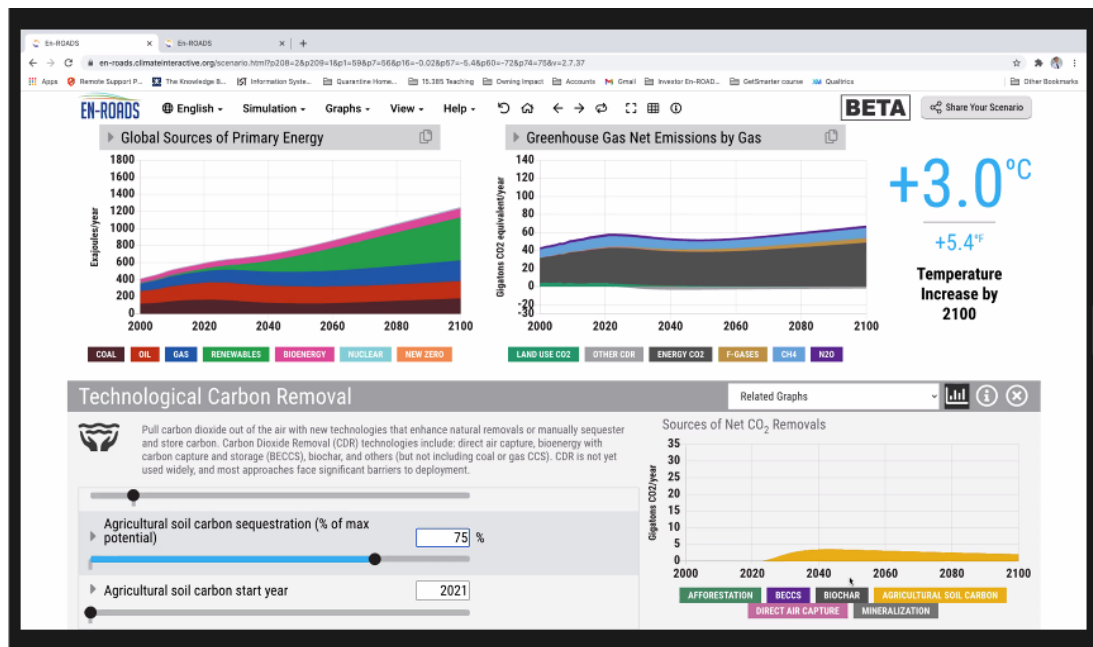 En-ROADS
En-ROADS
en-roads.climateinteractive.org/scenario.html?p208=2&p209=1&p1=59&p7=56&p16=-0.02&p67=-5.4&p60=-72&p74=75&v=2.7.37
Apps Remote Support P... The Knowledge B... Information Syste... Quarantine Home... 15.385 Teaching Owning Impact Accounts Gmail Investor En-ROAD... GetSmarter course Qualtrics Other Bookmarks
EN-ROADS English Simulation Graphs View Help BETA Share Your Scenario
Global Sources of Primary Energy
1800
1600
1400
1200
1000
800
600
400
200
0
Exajoules/year
2000 2020 2040 2060 2080 2100
COAL OIL GAS RENEWABLES BIOENERGY NUCLEAR NEW ZERO
Greenhouse Gas Net Emissions by Gas
140
120
100
80
60
40
20
0
-20
-30
Gigatons CO2 equivalent/year
2000 2020 2040 2060 2080 2100
LAND USE CO2 OTHER CDR ENERGY CO2 F-GASES CH4 N2O
+3.0°C
+5.4°F
Temperature
Increase by
2100
Technological Carbon Removal
Related Graphs
Pull carbon dioxide out of the air with new technologies that enhance natural removals or manually sequester
and store carbon. Carbon Dioxide Removal (CDR) technologies include: direct air capture, bioenergy with
carbon capture and storage (BECCS), biochar, and others (but not including coal or gas CCS). CDR is not yet
used widely, and most approaches face significant barriers to deployment.
Agricultural soil carbon sequestration (% of max
potential)
75 %
Agricultural soil carbon start year
2021
Sources of Net CO2 Removals
35
30
25
20
15
10
5
0
Gigatons CO2/year
2000 2020 2040 2060 2080 2100
AFFORESTATION BECCS BIOCHAR AGRICULTURAL SOIL CARBON
DIRECT AIR CAPTURE MINERALIZATION